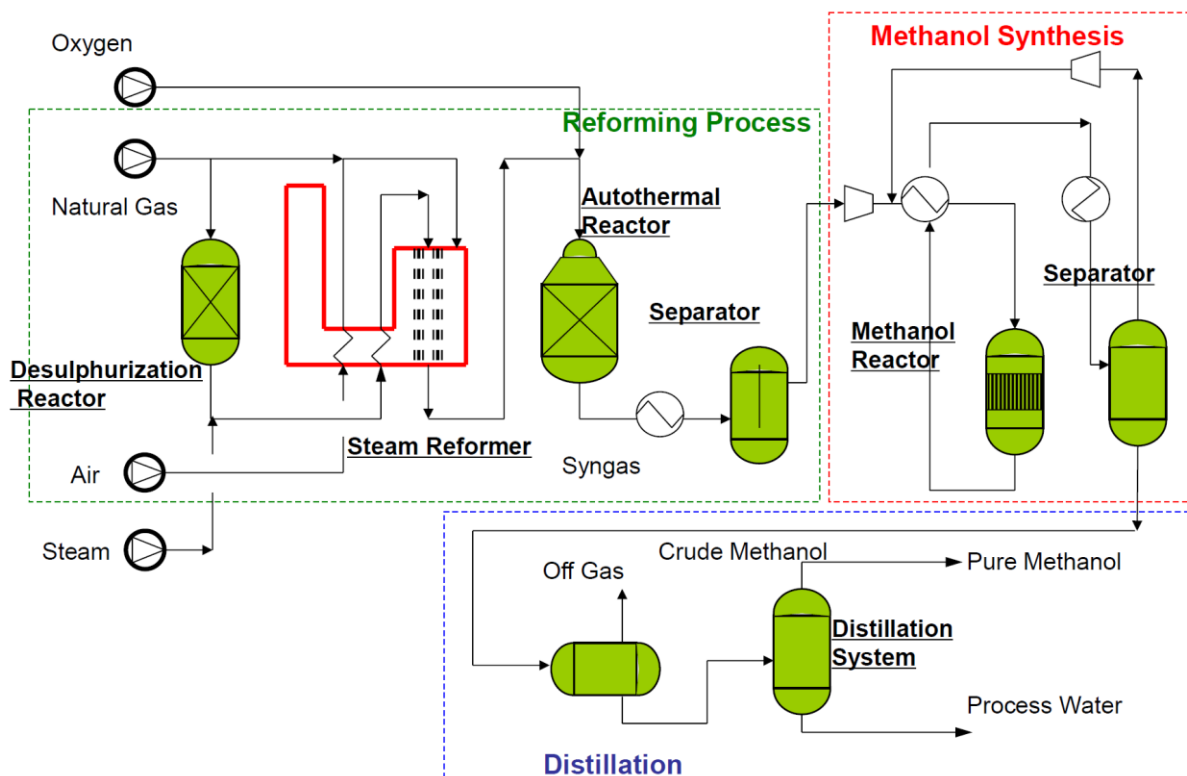 Oxygen
Methanol Synthesis
Reforming Process
Natural Gas
Autothermal
Reactor
Separator
Separator
Methanol
Reactor
Desulphurization
Reactor
Steam Reformer
Syngas
Air
Steam
Crude Methanol
Pure Methanol
Off Gas
Distillation
System
Process Water
Distillation